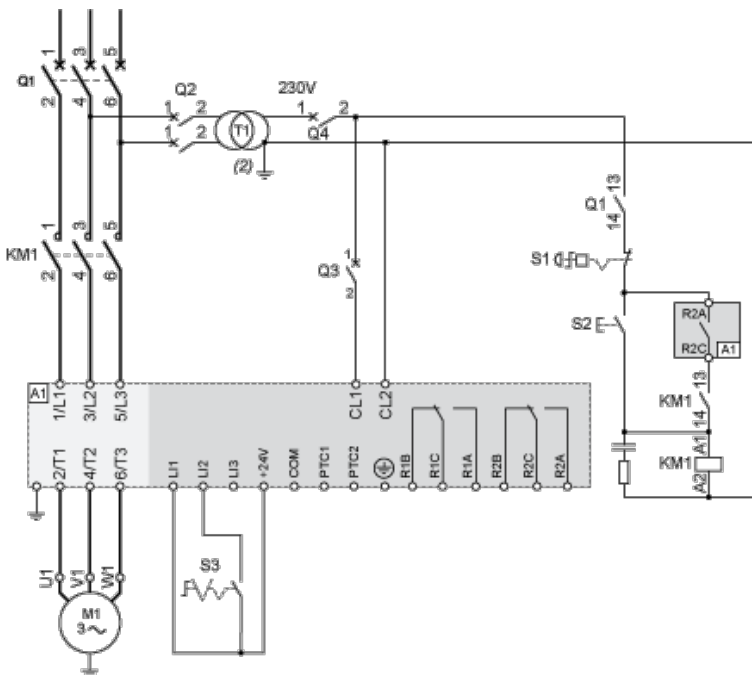 1 3 5
Q1
2 4 6
Q2
1 2
1 2
T1
(2)
230V
1 2
Q4
13
Q1
14
1 3 5
KM1
2 4 6
1
Q3
2
S1
S2
R2A
R2C
A1
13
KM1
14
A1
KM1
A2
A1
1/L1 3/L2 5/L3
CL1 CL2
2/T1 4/T2 6/T3
LI1 LI2 LI3 +24V COM PTC1 PTC2 R1B R1C R1A R2B R2C R2A
S3
U1 V1 W1
M1
3~